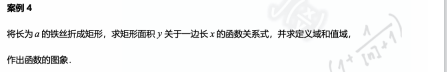 案例 4
将长为 a 的铁丝折成矩形，求矩形面积 y 关于一边长 x 的函数关系式，并求定义域和值域，
作出函数的图象．